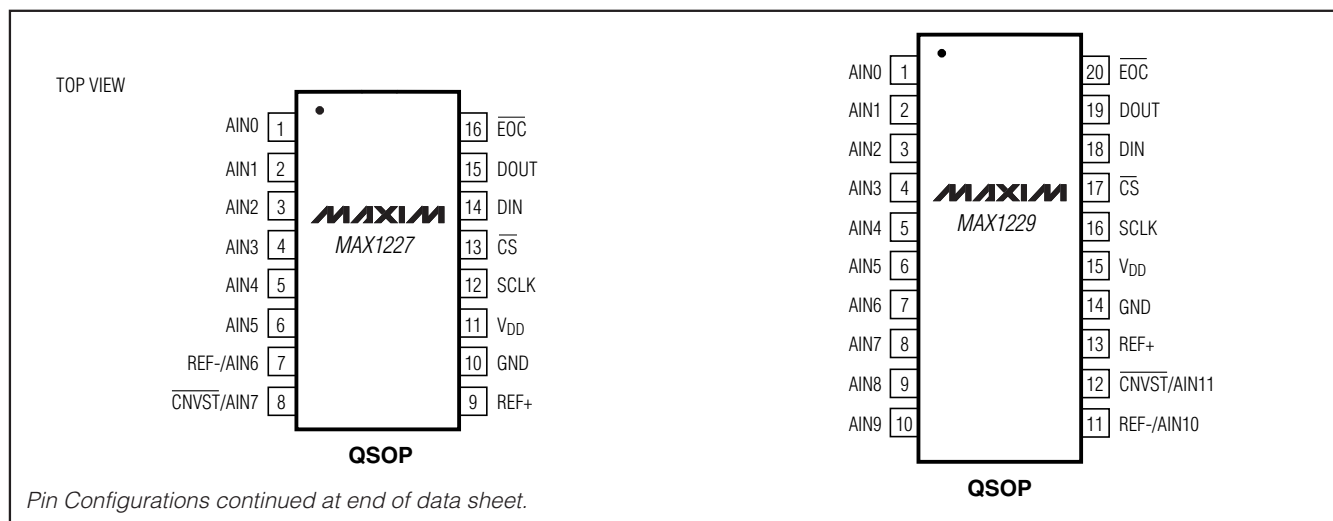 TOP VIEW
AIN0 1
AIN1 2
AIN2 3
AIN3 4
AIN4 5
AIN5 6
REF-/AIN6 7
CNVST/AIN7 8
MAXIM
MAX1227
16 EOC
15 DOUT
14 DIN
13 CS
12 SCLK
11 VDD
10 GND
9 REF+
QSOP
AIN0 1
AIN1 2
AIN2 3
AIN3 4
AIN4 5
AIN5 6
AIN6 7
AIN7 8
AIN8 9
AIN9 10
MAXIM
MAX1229
20 EOC
19 DOUT
18 DIN
17 CS
16 SCLK
15 VDD
14 GND
13 REF+
12 CNVST/AIN11
11 REF-/AIN10
QSOP
Pin Configurations continued at end of data sheet.